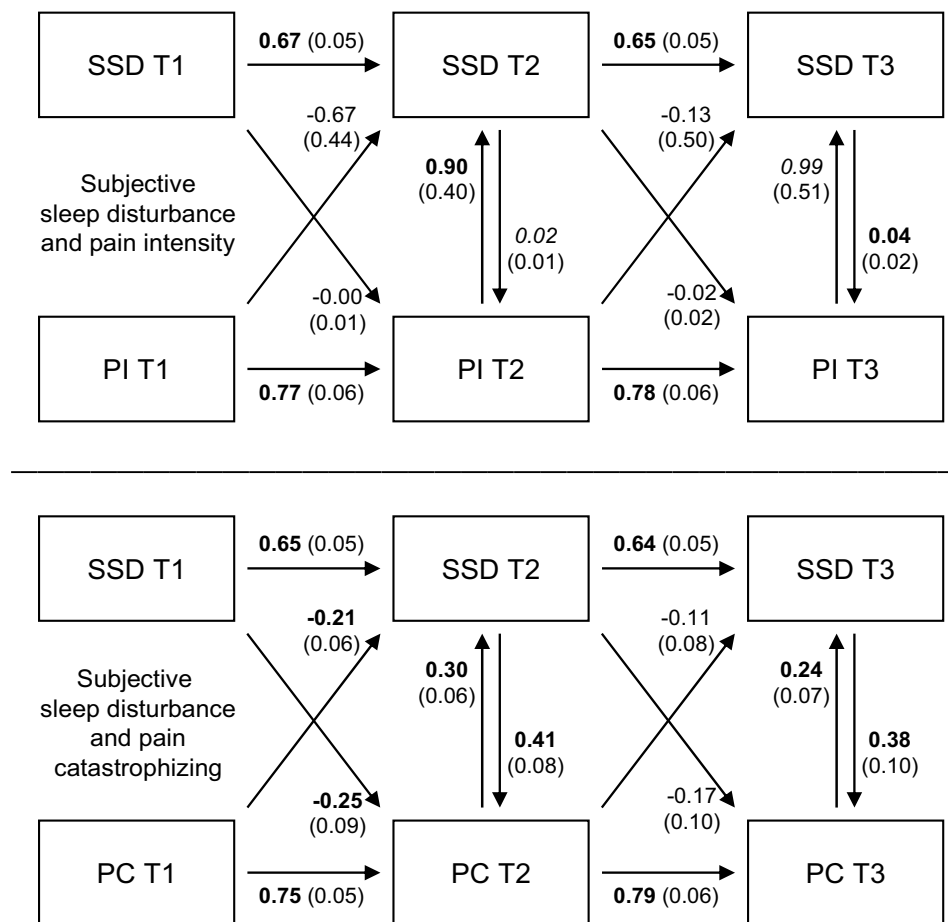 0.67 (0.05)
0.65 (0.05)
SSD T1
SSD T2
SSD T3
-0.67
(0.44)
-0.13
(0.50)
Subjective
sleep disturbance
and pain intensity
0.90
(0.40)
0.02
(0.01)
0.99
(0.51)
0.04
(0.02)
-0.00
(0.01)
-0.02
(0.02)
PI T1
PI T2
PI T3
0.77 (0.06)
0.78 (0.06)
0.65 (0.05)
0.64 (0.05)
SSD T1
SSD T2
SSD T3
-0.21
(0.06)
-0.11
(0.08)
Subjective
sleep disturbance
and pain
catastrophizing
0.30
(0.06)
0.41
(0.08)
0.24
(0.07)
0.38
(0.10)
-0.25
(0.09)
-0.17
(0.10)
PC T1
PC T2
PC T3
0.75 (0.05)
0.79 (0.06)